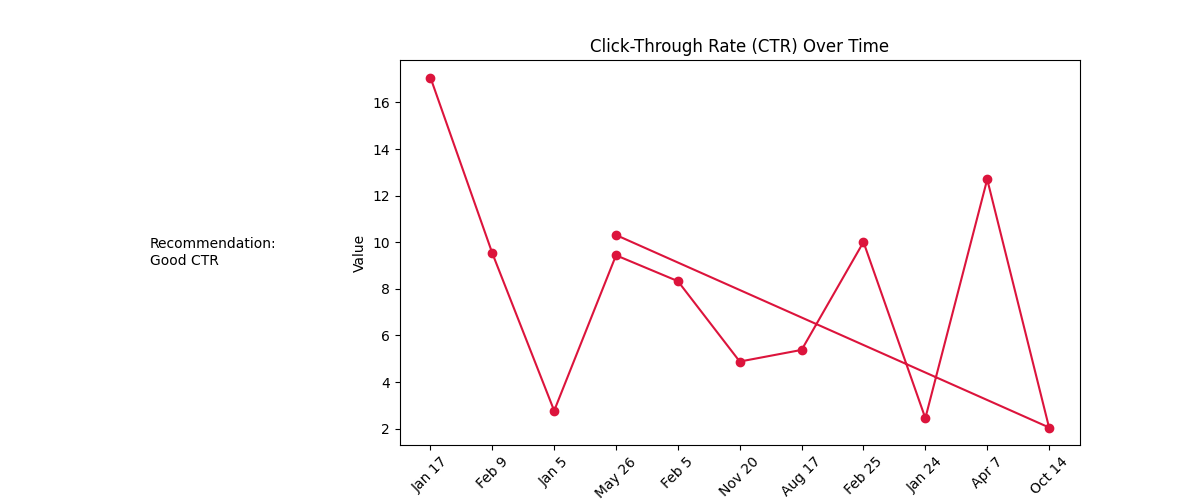 Click-Through Rate (CTR) Over Time
Recommendation:
Good CTR
Value
16
14
12
10
8
6
4
2
Jan 17
Feb 9
Jan 5
May 26
Feb 5
Nov 20
Aug 17
Feb 25
Jan 24
Apr 7
Oct 14